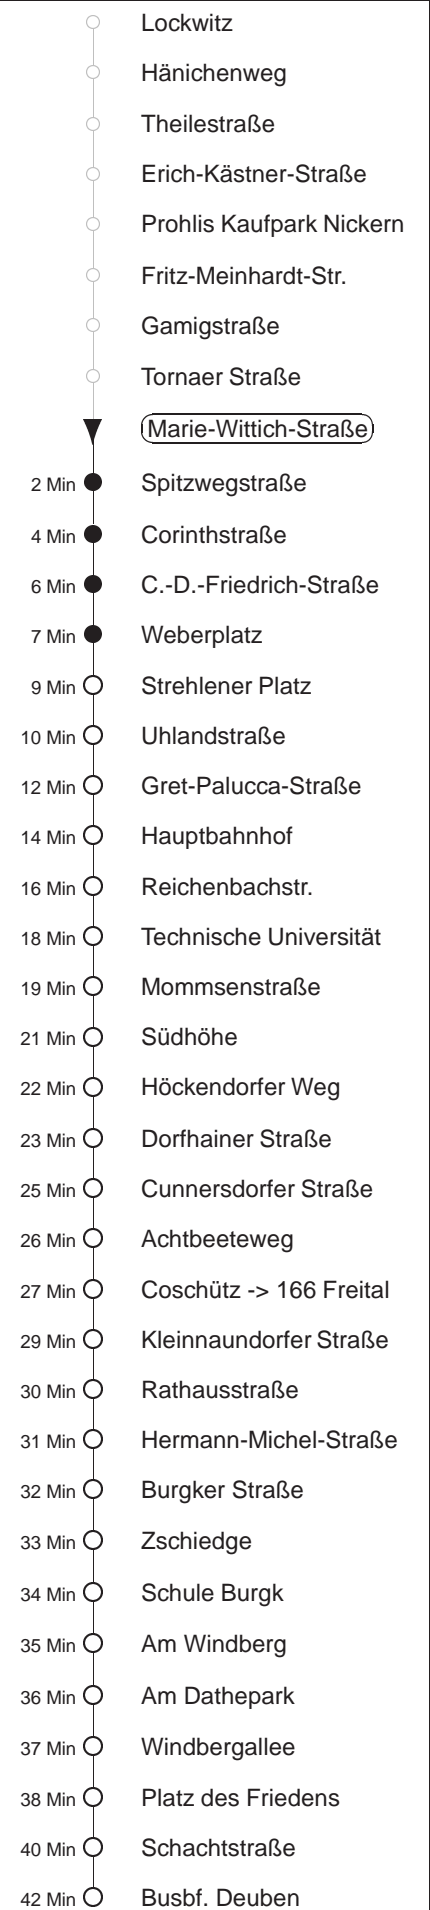 Lockwitz
Hänichenweg
Theilestraße
Erich-Kästner-Straße
Prohlis Kaufpark Nickern
Fritz-Meinhardt-Str.
Gamigstraße
Tornaer Straße
Marie-Wittich-Straße
2 Min Spitzwegstraße
4 Min Corinthstraße
6 Min C.-D.-Friedrich-Straße
7 Min Weberplatz
9 Min Strehlener Platz
10 Min Uhlandstraße
12 Min Gret-Palucca-Straße
14 Min Hauptbahnhof
16 Min Reichenbachstr.
18 Min Technische Universität
19 Min Mommsenstraße
21 Min Südhöhe
22 Min Höckendorfer Weg
23 Min Dorfhainer Straße
25 Min Cunnersdorfer Straße
26 Min Achtbeeteweg
27 Min Coschütz -> 166 Freital
29 Min Kleinnaundorfer Straße
30 Min Rathausstraße
31 Min Hermann-Michel-Straße
32 Min Burgker Straße
33 Min Zschiedge
34 Min Schule Burgk
35 Min Am Windberg
36 Min Am Dathepark
37 Min Windbergallee
38 Min Platz des Friedens
40 Min Schachtstraße
42 Min Busbf. Deuben